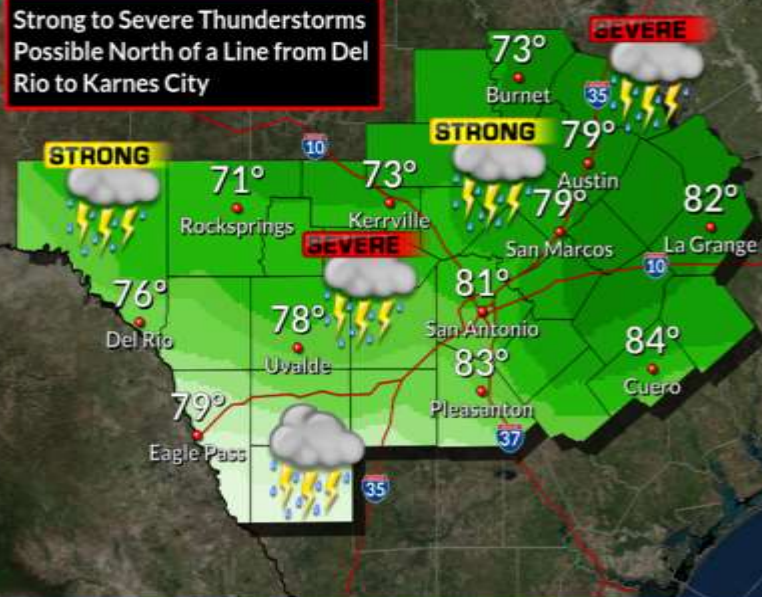 Strong to Severe Thunderstorms
Possible North of a Line from Del
Rio to Karnes City
SEVERE
73°
Burnet
35
STRONG
79°
Austin
10
STRONG
71°
Rocksprings
73°
Kerrville
79°
San Marcos
82°
La Grange
SEVERE
10
76°
Del Rio
78°
Uvalde
81°
San Antonio
83°
Pleasanton
84°
Cuero
79°
Eagle Pass
37
35